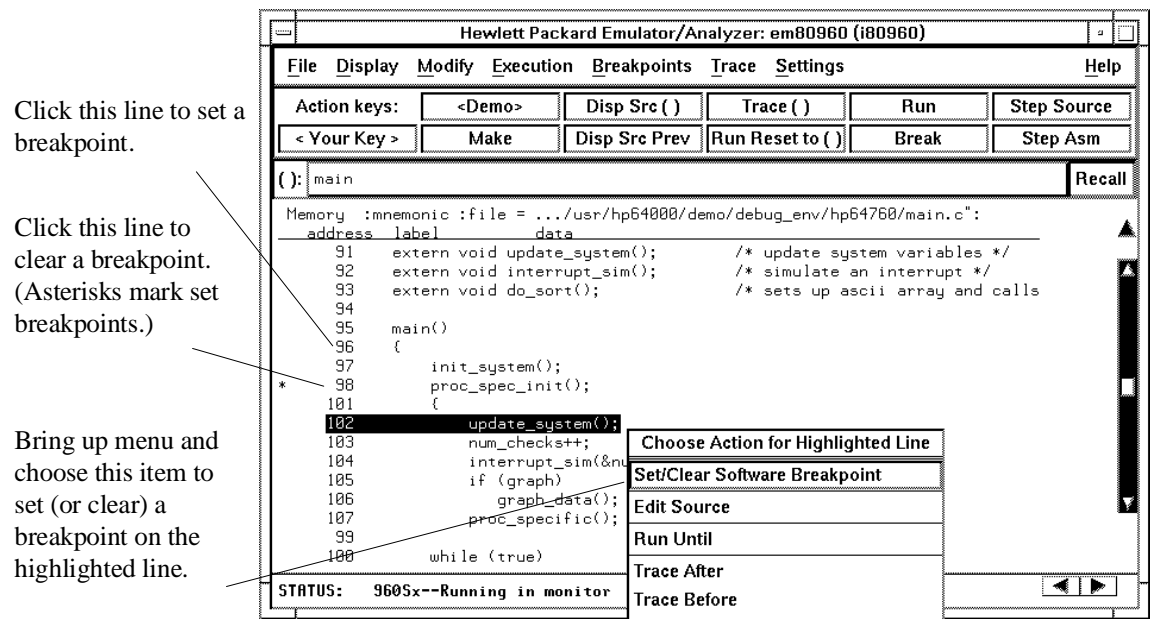 Hewlett Packard Emulator/Analyzer: em80960 (i80960)
File Display Modify Execution Breakpoints Trace Settings Help
Action keys: <Demo> Disp Src ( ) Trace ( ) Run Step Source
< Your Key > Make Disp Src Prev Run Reset to ( ) Break Step Asm
( ): main Recall
Click this line to set a
breakpoint.
Click this line to
clear a breakpoint.
(Asterisks mark set
breakpoints.)
Bring up menu and
choose this item to
set (or clear) a
breakpoint on the
highlighted line.
Memory :mnemonic :file = .../usr/hp64000/demo/debug_env/hp64760/main.c":
address label data
91 extern void update_system(); /* update system variables */
92 extern void interrupt_sim(); /* simulate an interrupt */
93 extern void do_sort(); /* sets up ascii array and calls
94
95 main()
96 {
97 init_system();
* 98 proc_spec_init();
101 {
102 update_system();
103 num_checks++;
104 interrupt_sim(&nu
105 if (graph)
106 graph_data();
107 proc_specific();
99
100 while (true)
STATUS: 960Sx--Running in monitor
Choose Action for Highlighted Line
Set/Clear Software Breakpoint
Edit Source
Run Until
Trace After
Trace Before